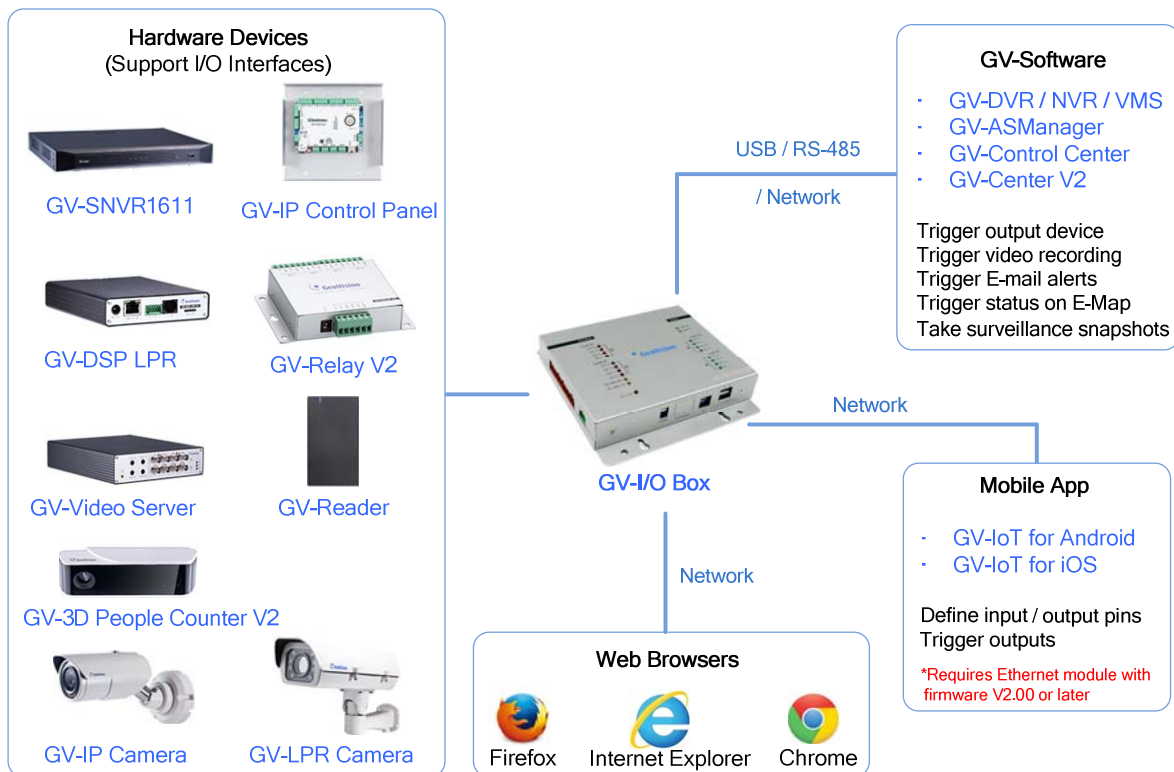 Hardware Devices
(Support I/O Interfaces)
GV-SNVR1611
GV-IP Control Panel
GV-DSP LPR
GeoVision
GV-Relay V2
GV-Video Server
GV-Reader
GV-3D People Counter V2
GV-IP Camera
GV-LPR Camera
USB / RS-485
/ Network
GeoVision
GV-I/O Box
Network
Web Browsers
Firefox
Internet Explorer
Chrome
GV-Software
· GV-DVR / NVR / VMS
· GV-ASManager
· GV-Control Center
· GV-Center V2
Trigger output device
Trigger video recording
Trigger E-mail alerts
Trigger status on E-Map
Take surveillance snapshots
Network
Mobile App
· GV-IoT for Android
· GV-IoT for iOS
Define input / output pins
Trigger outputs
*Requires Ethernet module with
firmware V2.00 or later